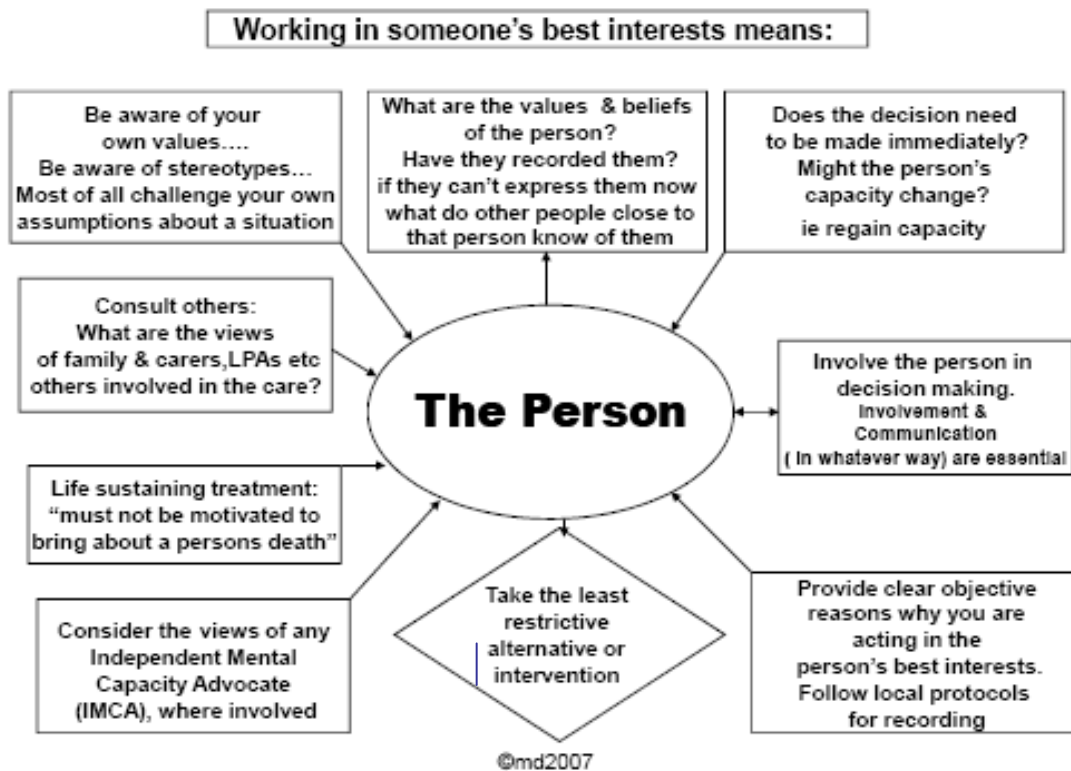 Working in someone's best interests means:
Be aware of your
own values....
Be aware of stereotypes...
Most of all challenge your own
assumptions about a situation
What are the values & beliefs
of the person?
Have they recorded them?
if they can't express them now
what do other people close to
that person know of them
Does the decision need
to be made immediately?
Might the person's
capacity change?
ie regain capacity
Consult others:
What are the views
of family & carers,LPAs etc
others involved in the care?
The Person
Involve the person in
decision making.
Involvement &
Communication
( in whatever way) are essential
Life sustaining treatment:
“must not be motivated to
bring about a persons death”
Consider the views of any
Independent Mental
Capacity Advocate
(IMCA), where involved
Take the least
restrictive
alternative or
intervention
Provide clear objective
reasons why you are
acting in the
person's best interests.
Follow local protocols
for recording
©md2007